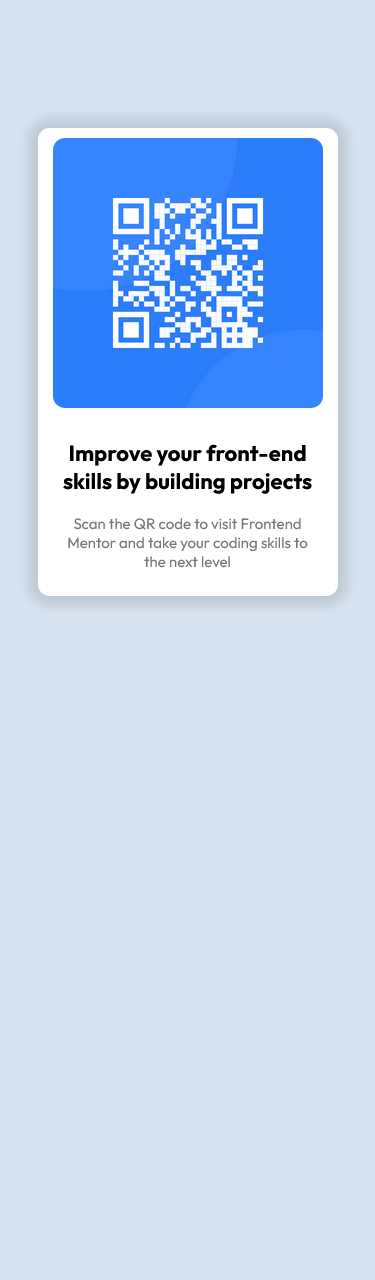 Improve your front-end
skills by building projects
Scan the QR code to visit Frontend
Mentor and take your coding skills to
the next level